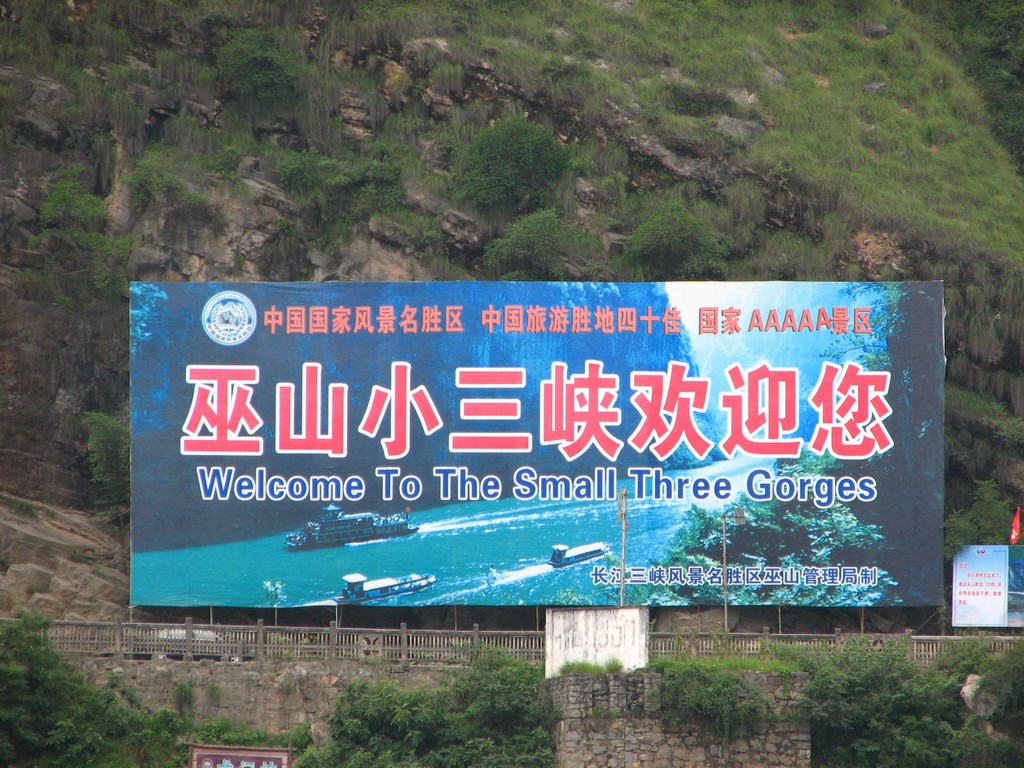 中国国家风景名胜区 中国旅游胜地四十佳 国家AAAAA景区
巫山小三峡欢迎您
Welcome To The Small Three Gorges
长江三峡风景名胜区巫山管理局制